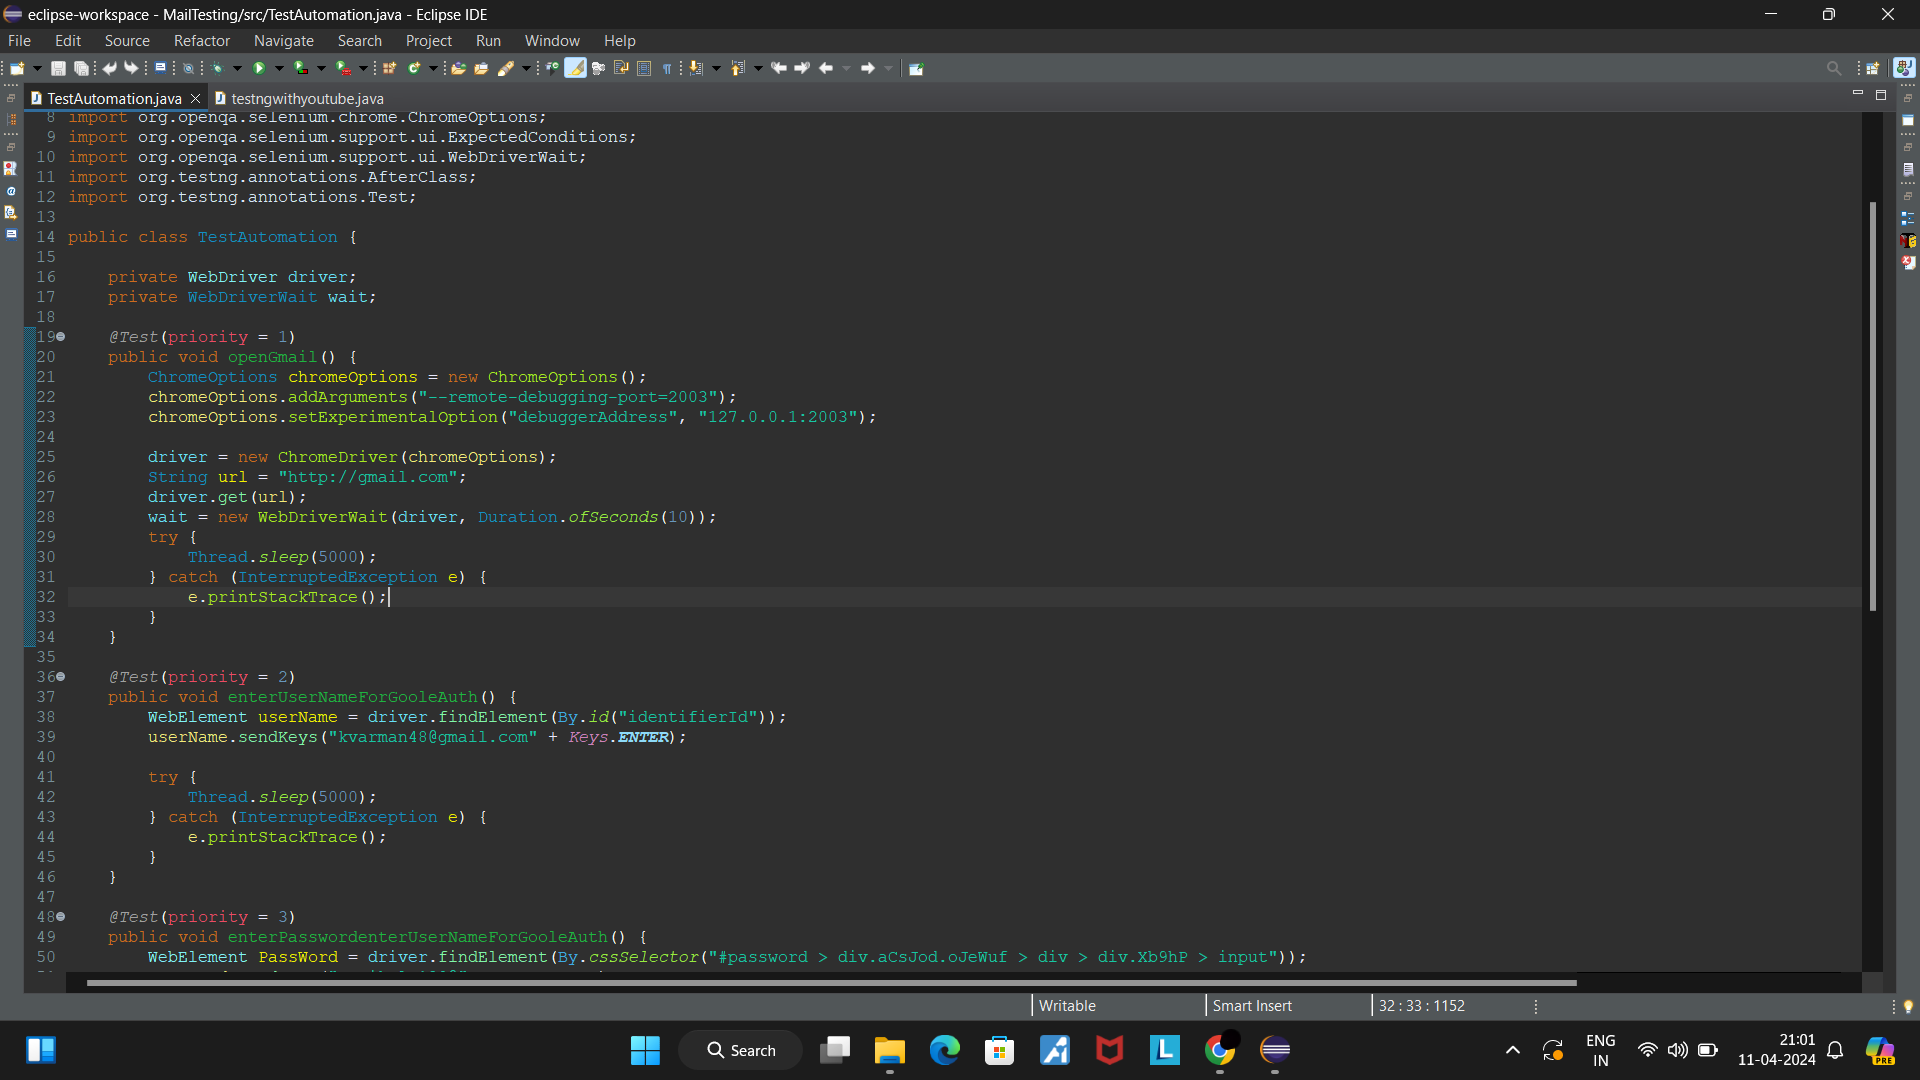 eclipse-workspace - MailTesting/src/TestAutomation.java - Eclipse IDE
File Edit Source Refactor Navigate Search Project Run Window Help
TestAutomation.java testngwithyoutube.java
8 import org.openqa.selenium.chrome.ChromeOptions;
9 import org.openqa.selenium.support.ui.ExpectedConditions;
10 import org.openqa.selenium.support.ui.WebDriverWait;
11 import org.testng.annotations.AfterClass;
12 import org.testng.annotations.Test;
13
14 public class TestAutomation {
15
16     private WebDriver driver;
17     private WebDriverWait wait;
18
19     @Test(priority = 1)
20     public void openGmail() {
21         ChromeOptions chromeOptions = new ChromeOptions();
22         chromeOptions.addArguments("--remote-debugging-port=2003");
23         chromeOptions.setExperimentalOption("debuggerAddress", "127.0.0.1:2003");
24
25         driver = new ChromeDriver(chromeOptions);
26         String url = "http://gmail.com";
27         driver.get(url);
28         wait = new WebDriverWait(driver, Duration.ofSeconds(10));
29         try {
30             Thread.sleep(5000);
31         } catch (InterruptedException e) {
32             e.printStackTrace();
33         }
34     }
35
36     @Test(priority = 2)
37     public void enterUserNameForGooleAuth() {
38         WebElement userName = driver.findElement(By.id("identifierId"));
39         userName.sendKeys("kvarman48@gmail.com" + Keys.ENTER);
40
41         try {
42             Thread.sleep(5000);
43         } catch (InterruptedException e) {
44             e.printStackTrace();
45         }
46     }
47
48     @Test(priority = 3)
49     public void enterPasswordenterUserNameForGooleAuth() {
50         WebElement PassWord = driver.findElement(By.cssSelector("#password > div.aCsJod.oJeWuf > div > div.Xb9hP > input"));
Writable Smart Insert 32 : 33 : 1152
Search
ENG
IN
21:01
11-04-2024
PRE